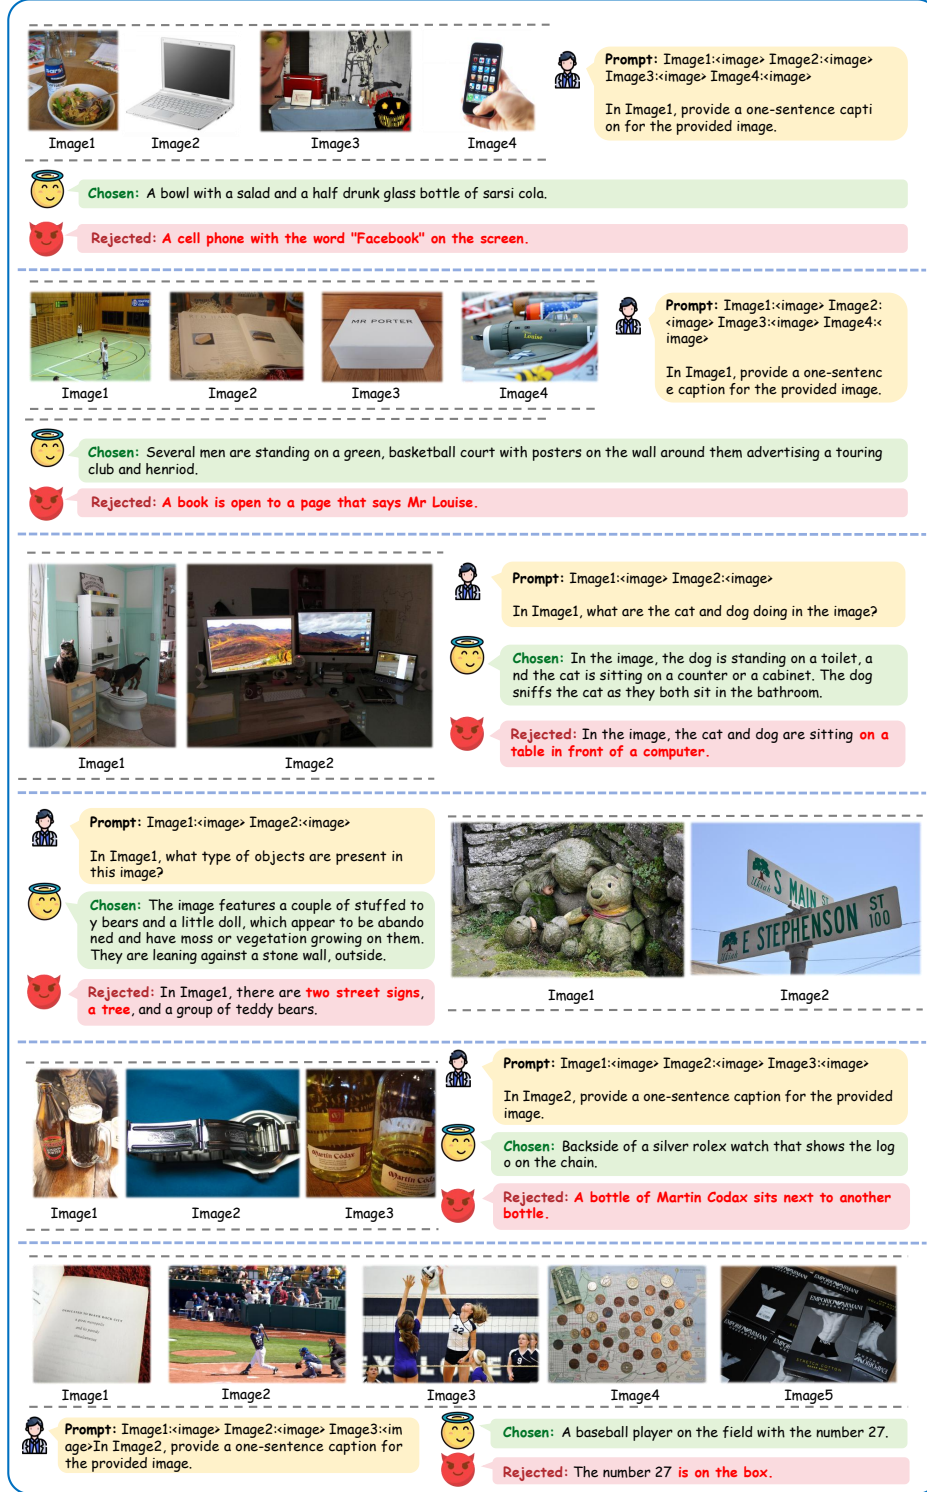 Image1
Image2
Image3
Image4
Prompt: Image1:<image> Image2:<image>
Image3:<image> Image4:<image>
In Image1, provide a one-sentence capti
on for the provided image.
Chosen: A bowl with a salad and a half drunk glass bottle of sarsi cola.
Rejected: A cell phone with the word "Facebook" on the screen.
MR PORTER
Louise
Image1
Image2
Image3
Image4
Prompt: Image1:<image> Image2:
<image> Image3:<image> Image4:<
image>
In Image1, provide a one-sentenc
e caption for the provided image.
Chosen: Several men are standing on a green, basketball court with posters on the wall around them advertising a touring
club and henriod.
Rejected: A book is open to a page that says Mr Louise.
Image1
Image2
Prompt: Image1:<image> Image2:<image>
In Image1, what are the cat and dog doing in the image?
Chosen: In the image, the dog is standing on a toilet, a
nd the cat is sitting on a counter or a cabinet. The dog
sniffs the cat as they both sit in the bathroom.
Rejected: In the image, the cat and dog are sitting on a
table in front of a computer.
Prompt: Image1:<image> Image2:<image>
In Image1, what type of objects are present in
this image?
Chosen: The image features a couple of stuffed to
y bears and a little doll, which appear to be abando
ned and have moss or vegetation growing on them.
They are leaning against a stone wall, outside.
Rejected: In Image1, there are two street signs,
a tree, and a group of teddy bears.
S MAIN ST
Ukiah
E STEPHENSON ST
100
Ukiah
Image1
Image2
Martin Códax
Martin Códax
Image1
Image2
Image3
Prompt: Image1:<image> Image2:<image> Image3:<image>
In Image2, provide a one-sentence caption for the provided
image.
Chosen: Backside of a silver rolex watch that shows the log
o on the chain.
Rejected: A bottle of Martin Codax sits next to another
bottle.
22
9
EXPLORE
EMPORIO ARMANI
EMPORIO ARMANI
STRETCH COTTON
Image1
Image2
Image3
Image4
Image5
Prompt: Image1:<image> Image2:<image> Image3:<im
age>In Image2, provide a one-sentence caption for
the provided image.
Chosen: A baseball player on the field with the number 27.
Rejected: The number 27 is on the box.